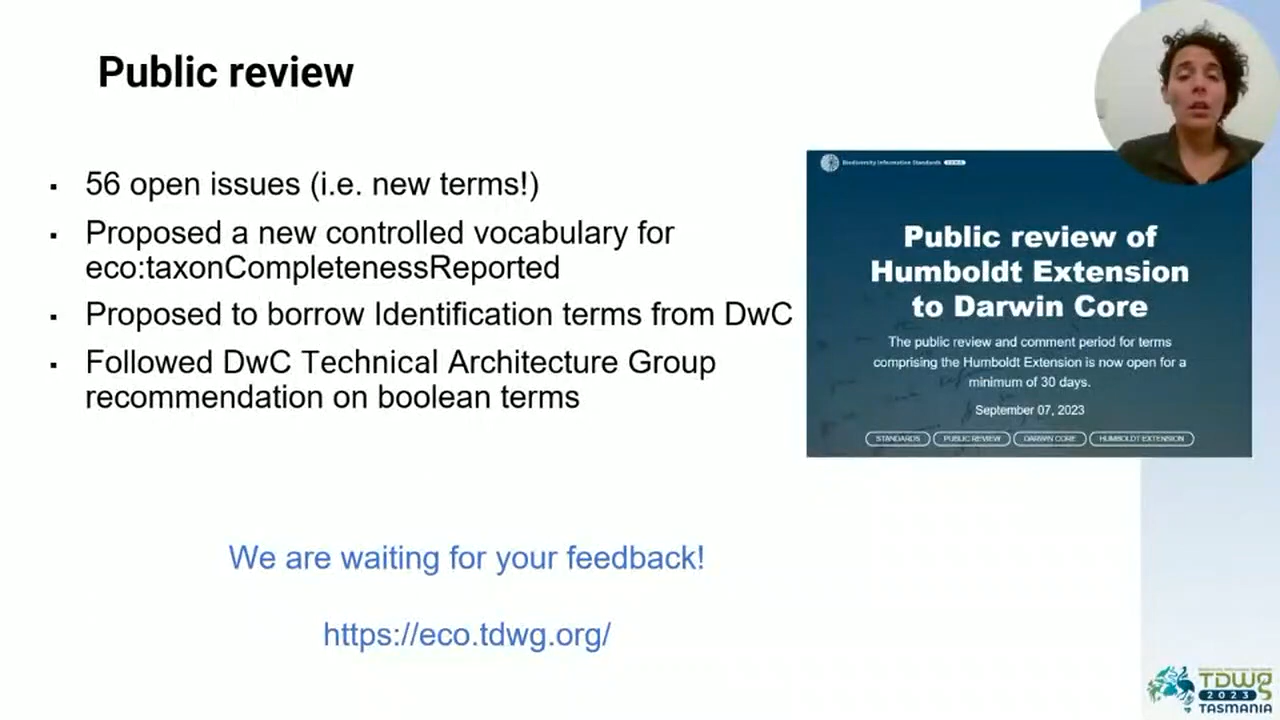 Public review
▪ 56 open issues (i.e. new terms!)
▪ Proposed a new controlled vocabulary for
eco:taxonCompletenessReported
▪ Proposed to borrow Identification terms from DwC
▪ Followed DwC Technical Architecture Group
recommendation on boolean terms
We are waiting for your feedback!
https://eco.tdwg.org/
Biodiversity Information Standards TDWG
Public review of
Humboldt Extension
to Darwin Core
The public review and comment period for terms
comprising the Humboldt Extension is now open for a
minimum of 30 days.
September 07, 2023
STANDARDS PUBLIC REVIEW DARWIN CORE HUMBOLDT EXTENSION
TDWG
2023
TASMANIA